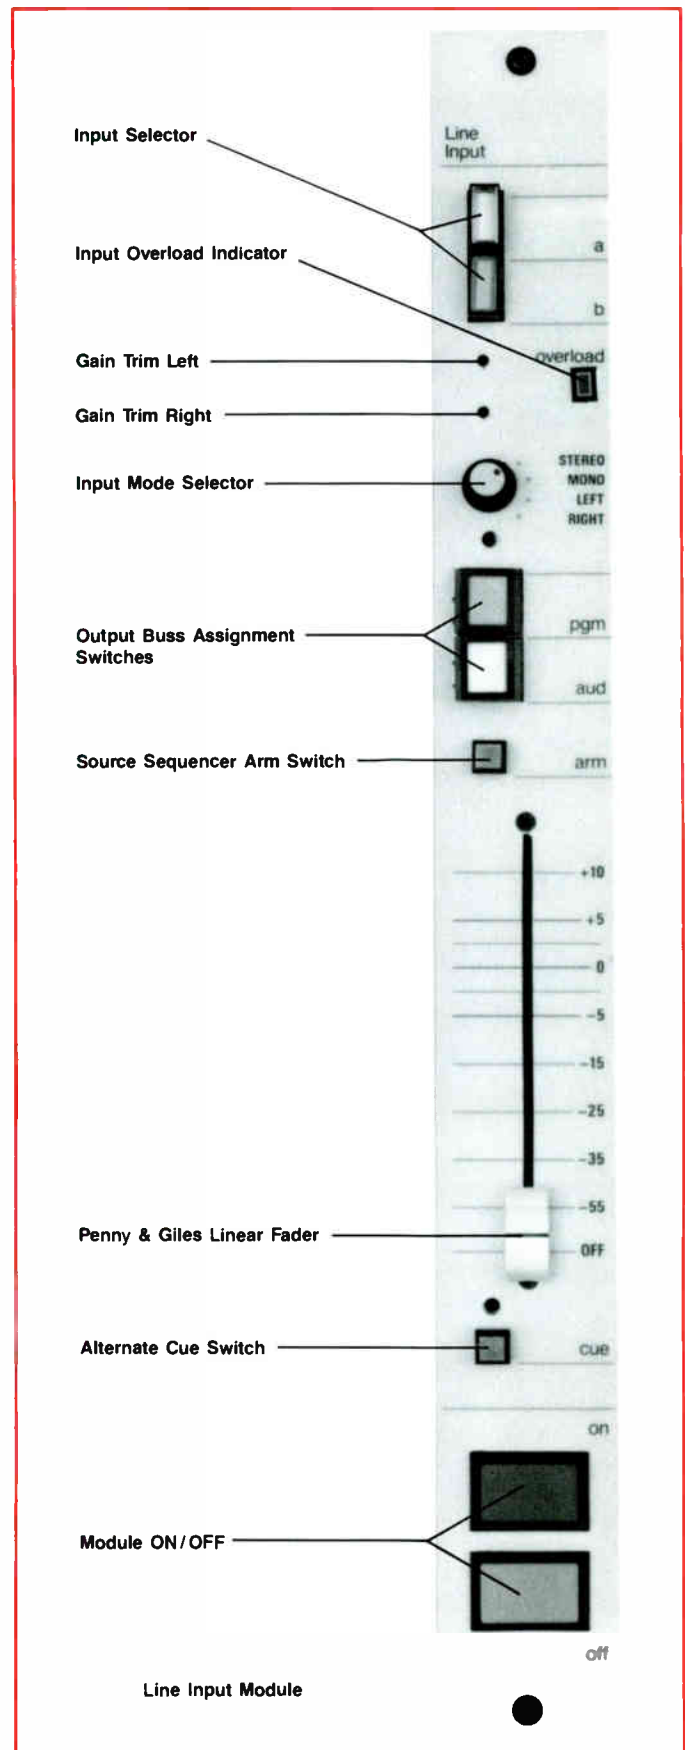 Line
Input
Input Selector
a
Input Overload Indicator
b
overload
Gain Trim Left
Gain Trim Right
STEREO
Input Mode Selector
MONO
LEFT
RIGHT
pgm
Output Buss Assignment
Switches
aud
Source Sequencer Arm Switch
arm
+10
+5
0
-5
-15
-25
-35
-55
Penny & Giles Linear Fader
OFF
Alternate Cue Switch
cue
on
Module ON/OFF
off
Line Input Module